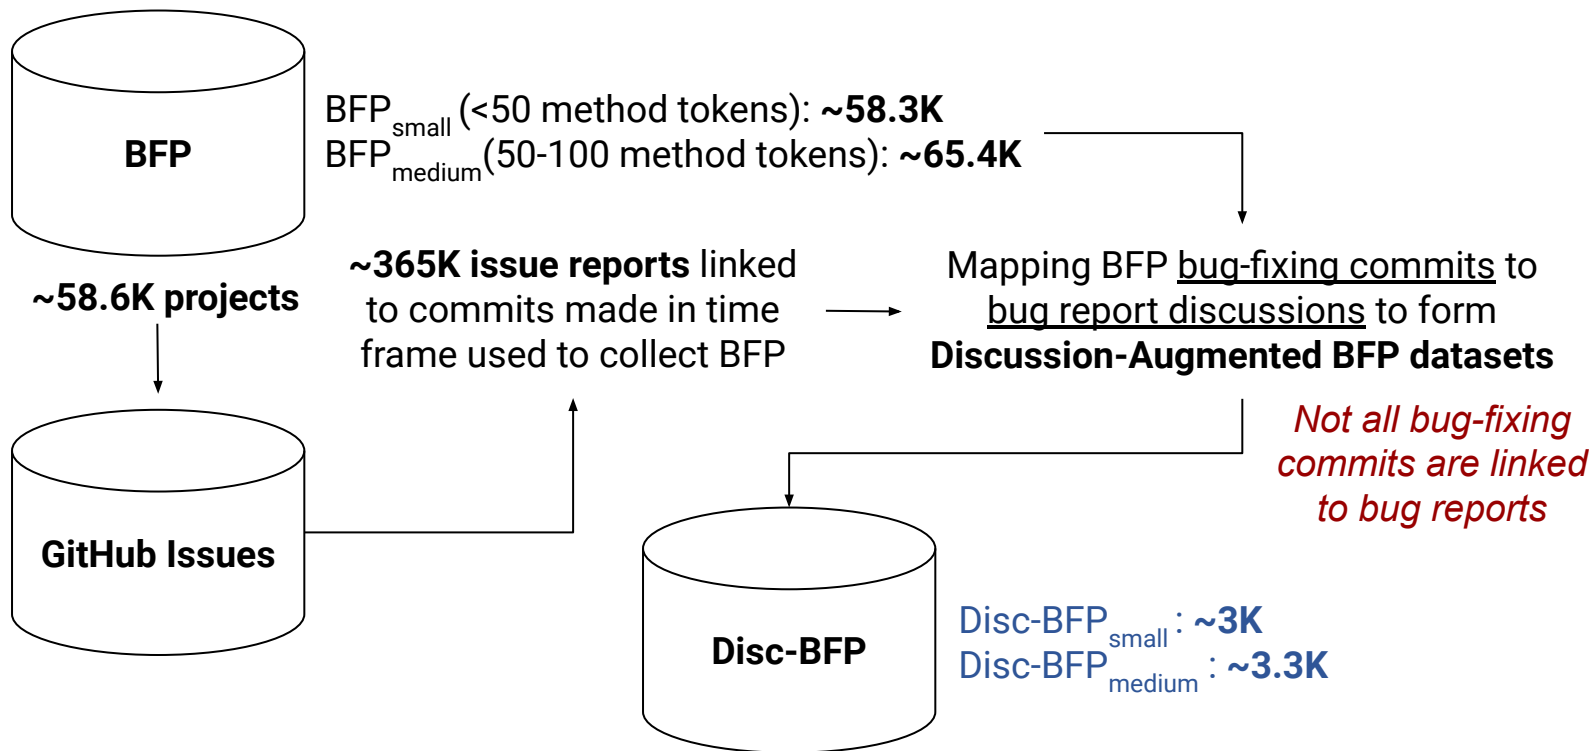 BFP
BFPsmall (<50 method tokens): ~58.3K
BFPmedium (50-100 method tokens): ~65.4K
~58.6K projects
~365K issue reports linked
to commits made in time
frame used to collect BFP
Mapping BFP bug-fixing commits to
bug report discussions to form
Discussion-Augmented BFP datasets
Not all bug-fixing
commits are linked
to bug reports
GitHub Issues
Disc-BFP
Disc-BFPsmall : ~3K
Disc-BFPmedium : ~3.3K